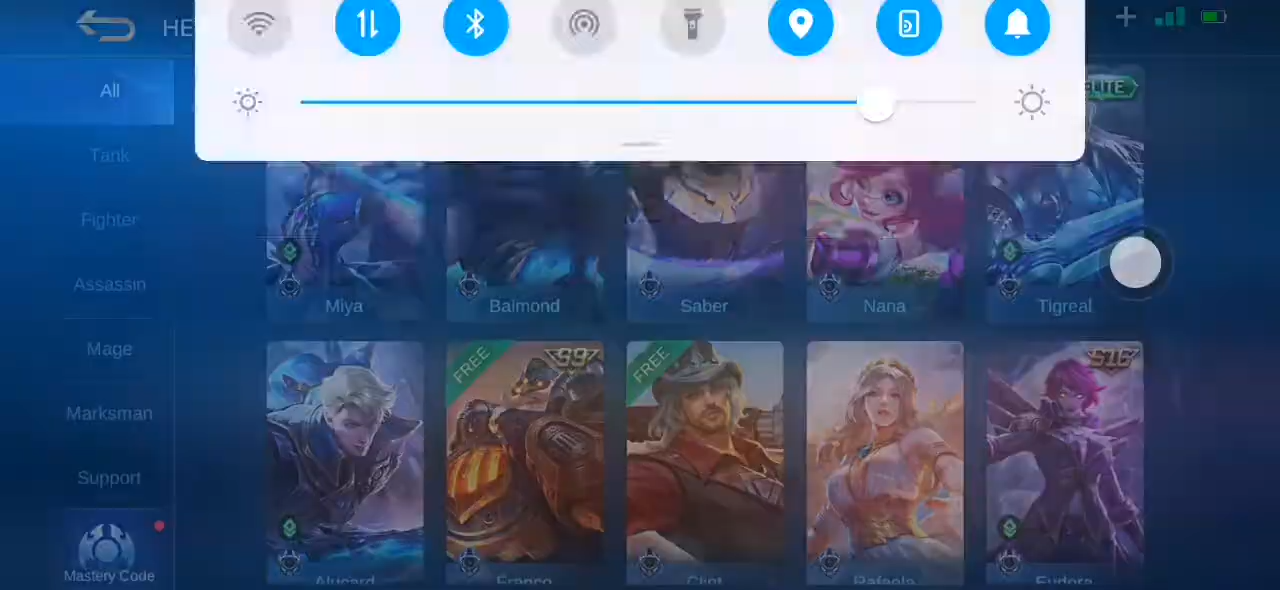 HE
ELITE
All
Tank
Fighter
Assassin
Mage
Marksman
Support
Mastery Code
Miya
Balmond
Saber
Nana
Tigreal
FREE
99
FREE
S16
Alucard
Franco
Clint
Rafaela
Eudora